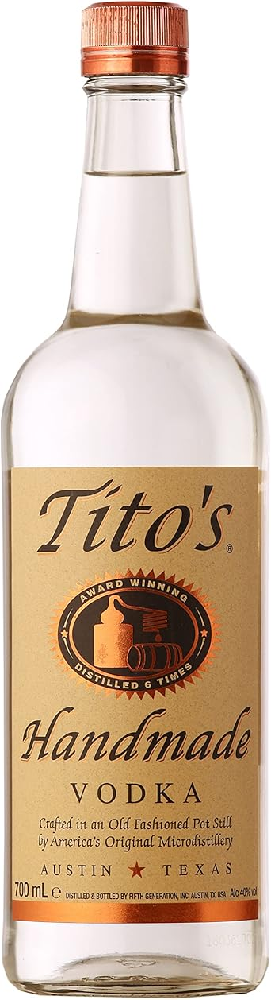 Tito's®
AWARD WINNING
DISTILLED 6 TIMES
Handmade
VODKA
Crafted in an Old Fashioned Pot Still
by America's Original Microdistillery
AUSTIN ★ TEXAS
700 mL ℮ DISTILLED & BOTTLED BY FIFTH GENERATION, INC. AUSTIN, TX, USA Alc 40% vol